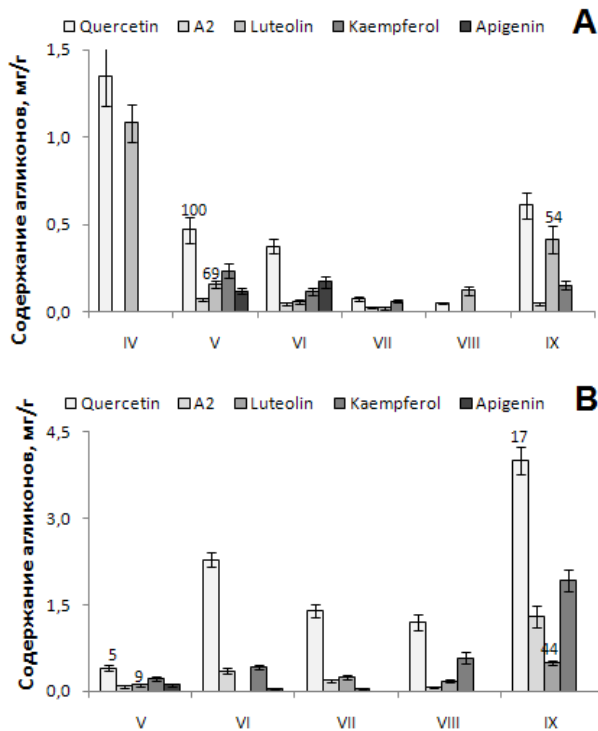 Quercetin A2 Luteolin Kaempferol Apigenin
A
Содержание агликонов, мг/г
1,5
1,0
0,5
0,0
100
69
54
IV V VI VII VIII IX
Quercetin A2 Luteolin Kaempferol Apigenin
B
Содержание агликонов, мг/г
4,5
3,0
1,5
0,0
5
9
17
44
V VI VII VIII IX